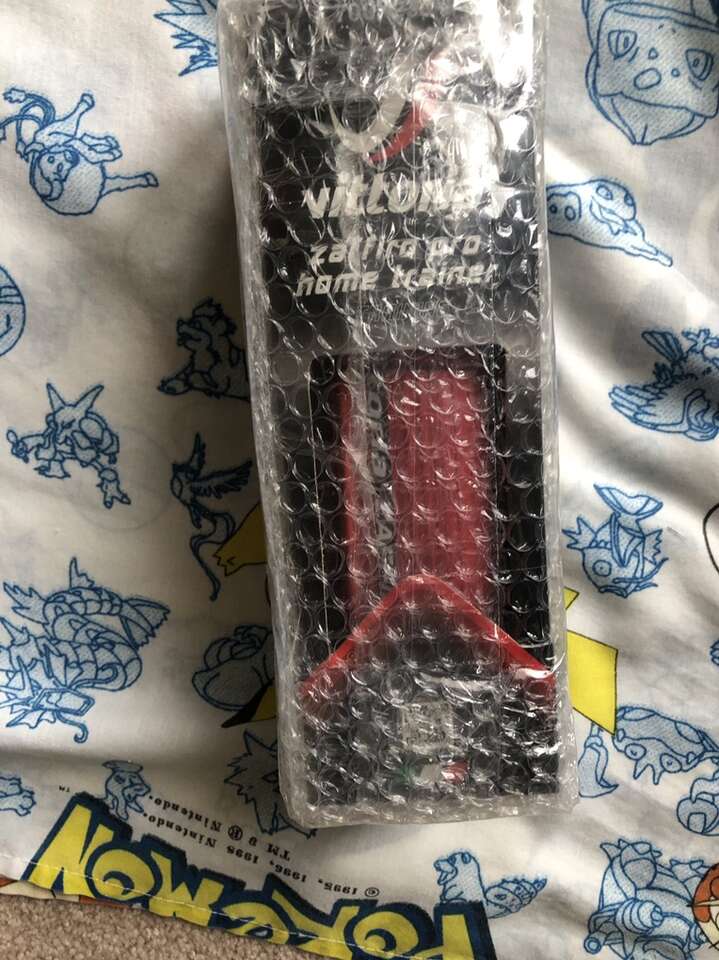 vittoria
zaffiro pro
home trainer
© 1995, 1996, 1998 Nintendo.
TM & ® Nintendo.
POKéMON